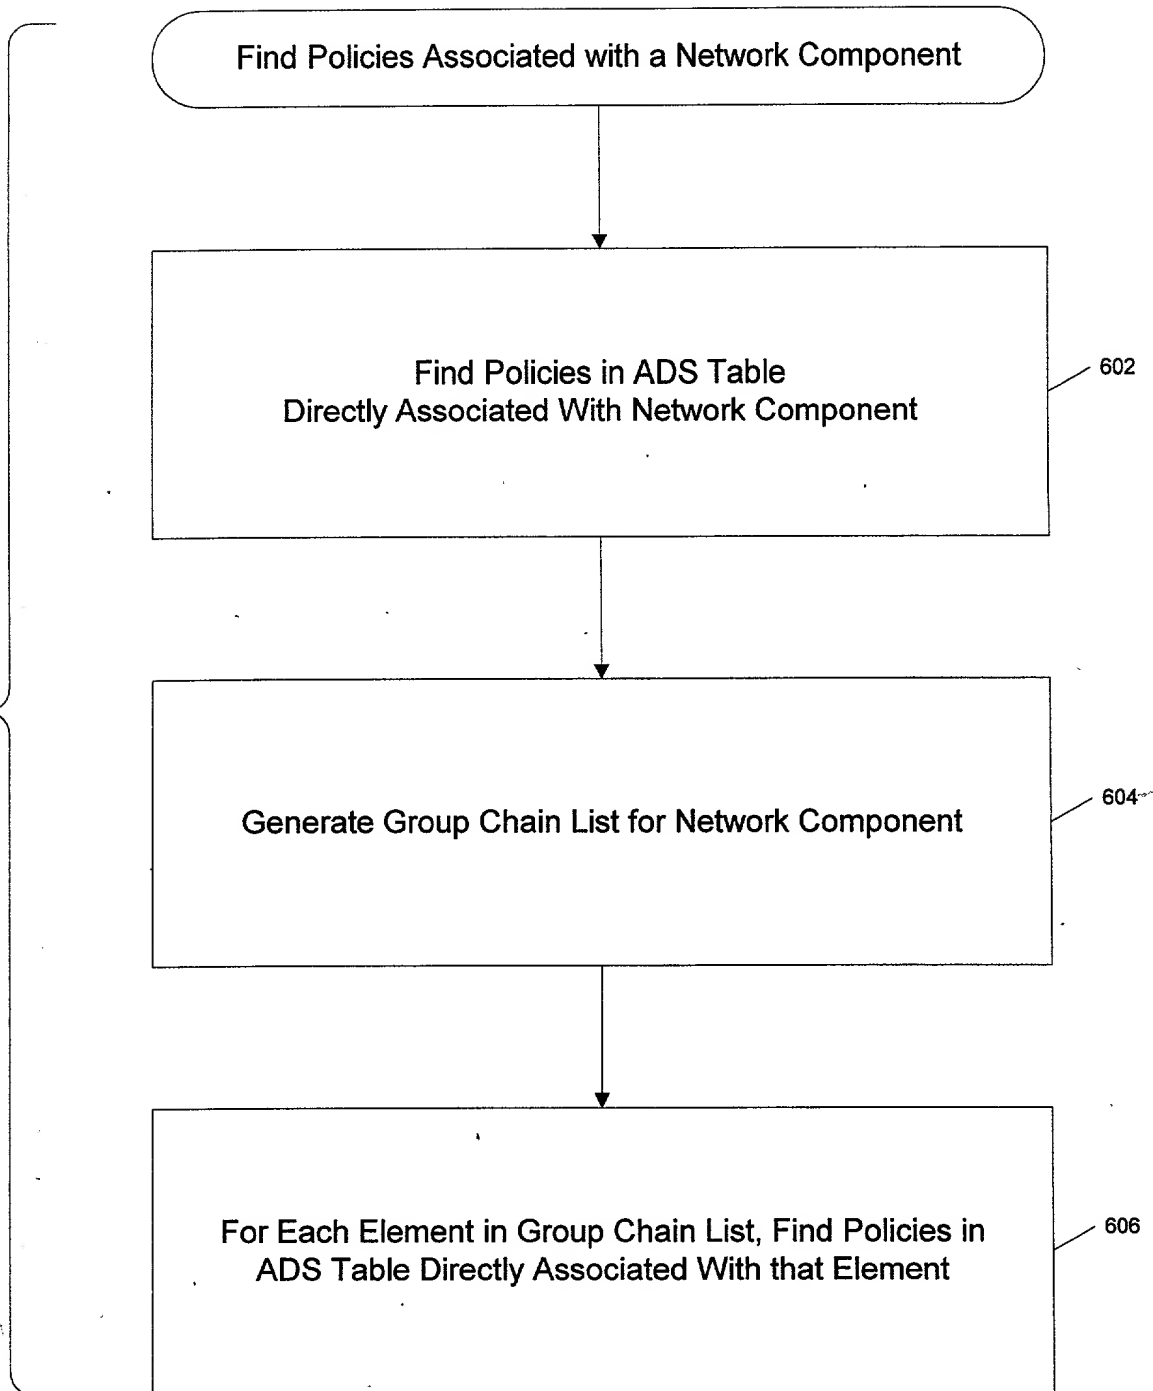 Find Policies Associated with a Network Component
Find Policies in ADS Table
Directly Associated With Network Component
602
Generate Group Chain List for Network Component
604
For Each Element in Group Chain List, Find Policies in
ADS Table Directly Associated With that Element
606